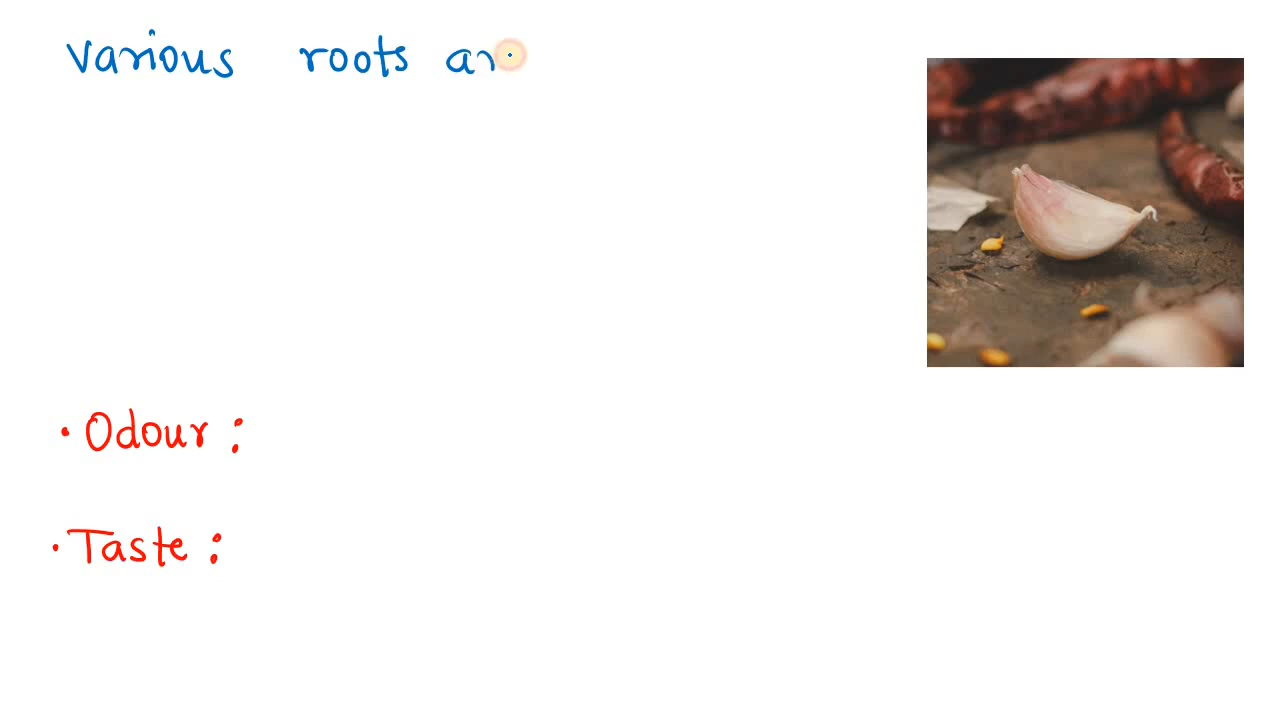 Various roots ar
• Odour :
• Taste :